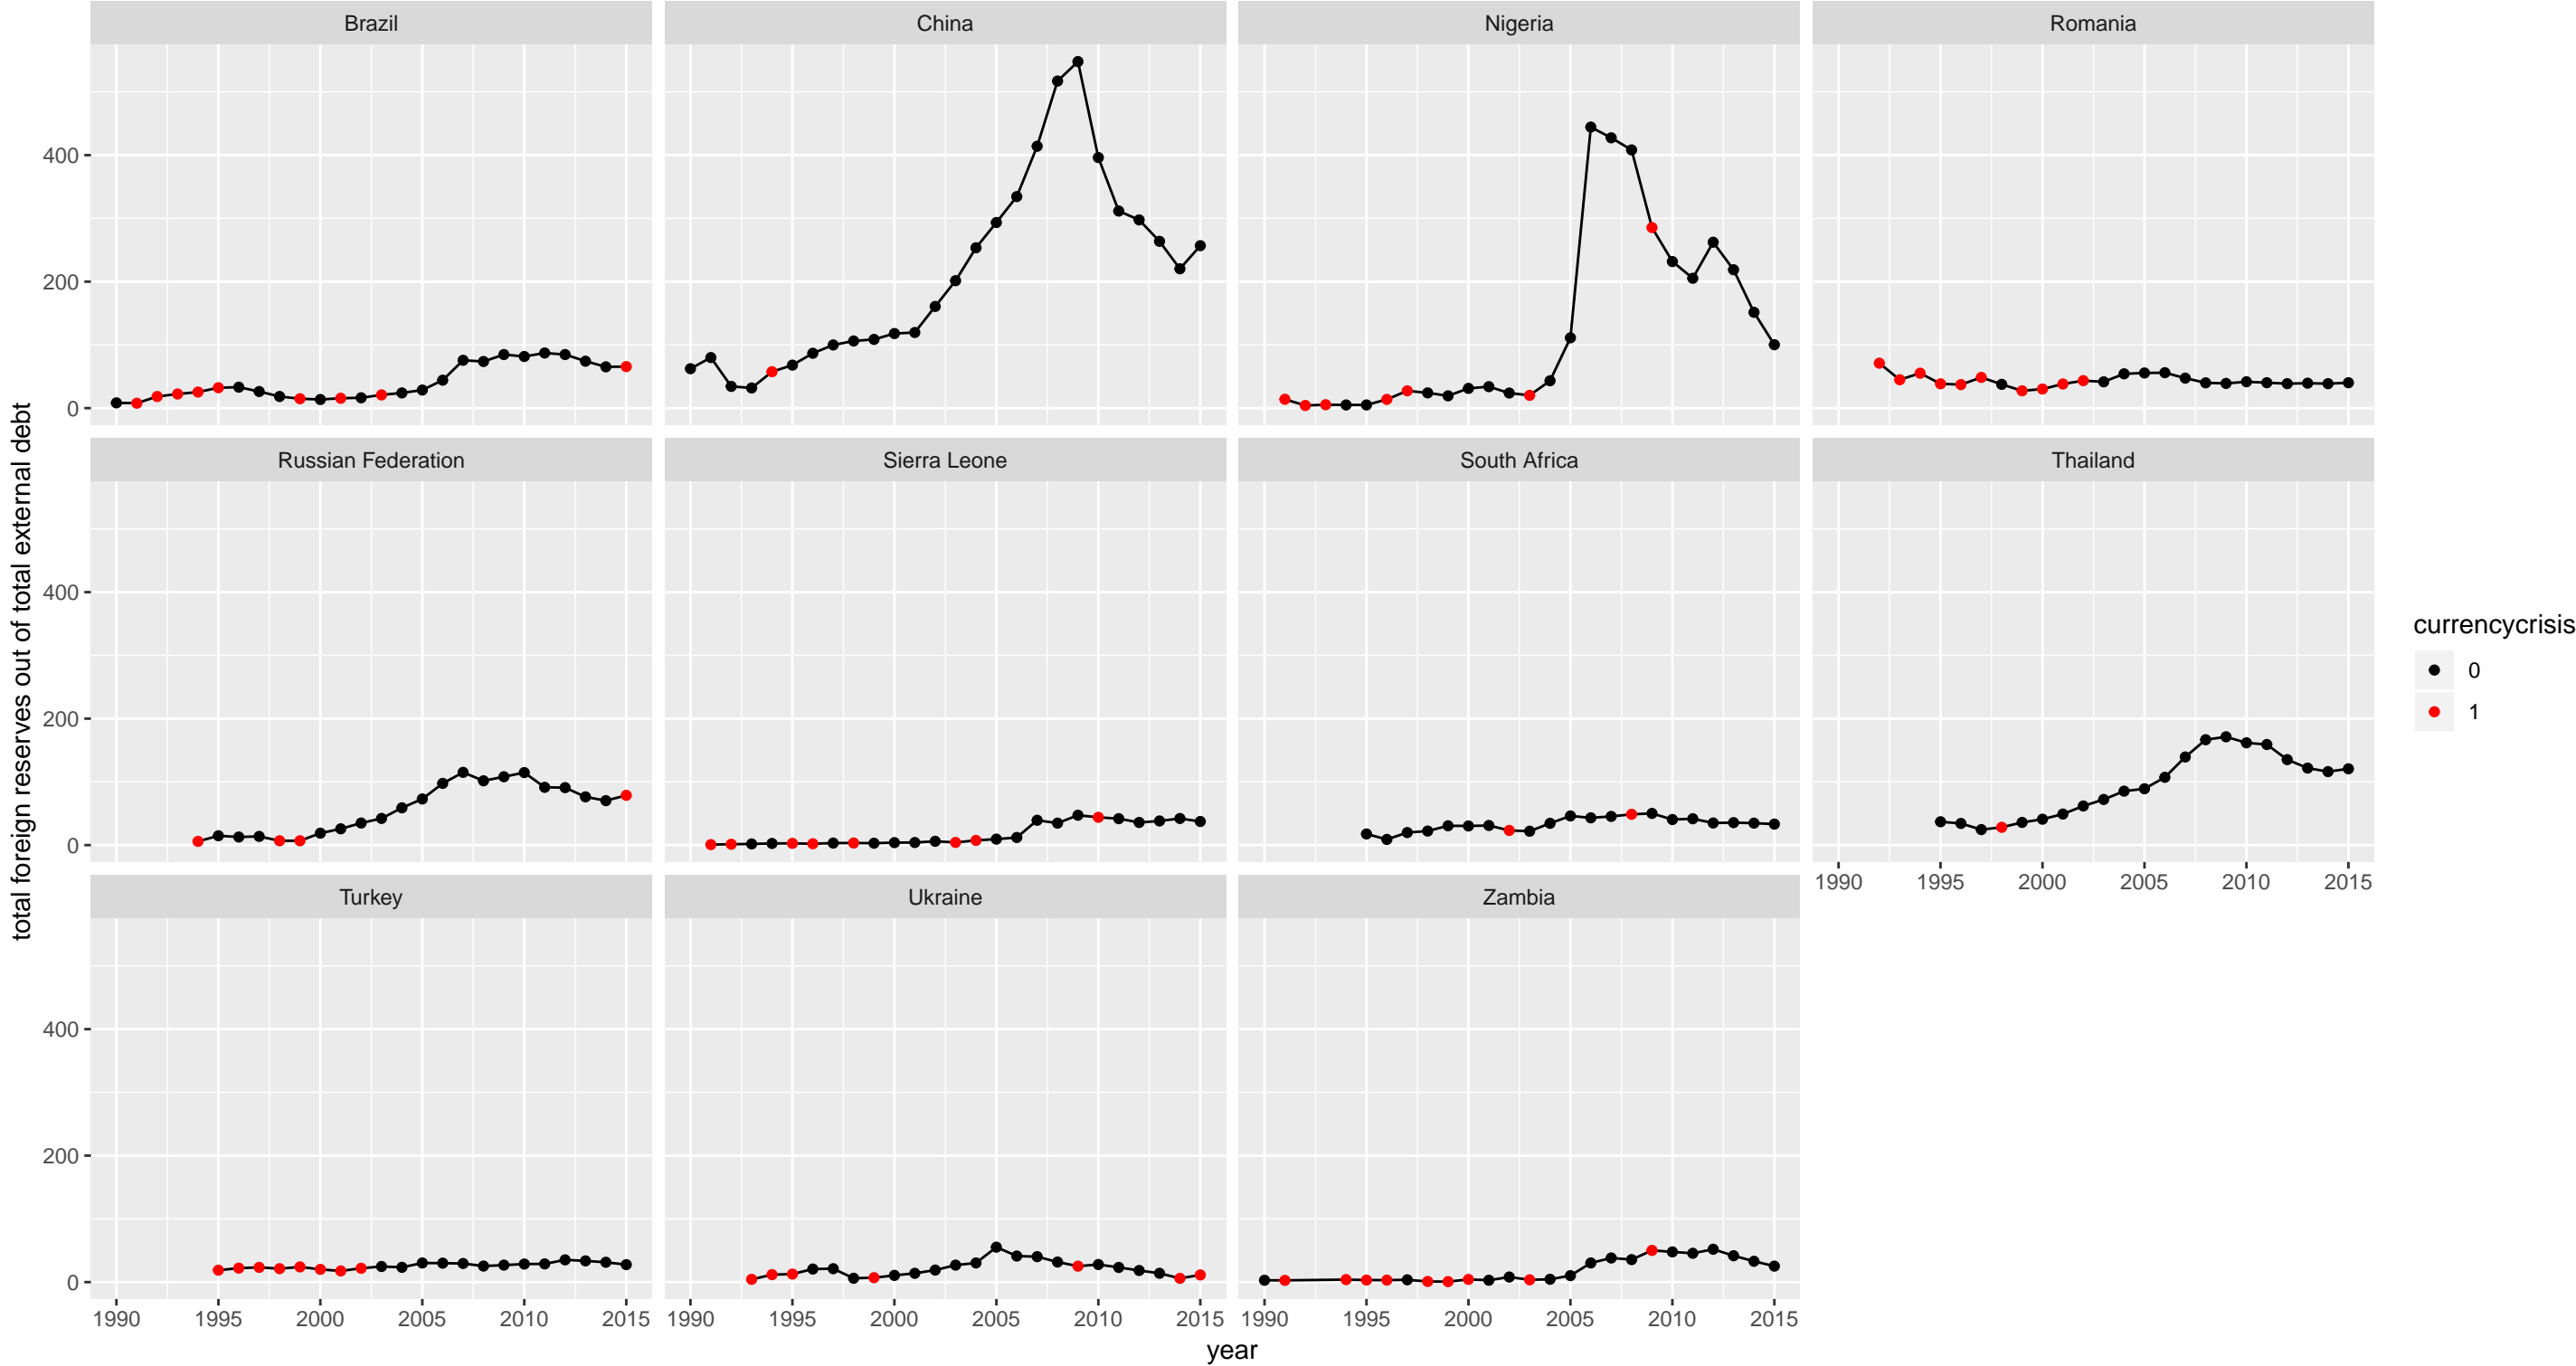 Brazil
China
Nigeria
Romania
400
200
0
Russian Federation
Sierra Leone
South Africa
Thailand
400
200
0
1990 1995 2000 2005 2010 2015
Turkey
Ukraine
Zambia
400
200
0
1990 1995 2000 2005 2010 2015
1990 1995 2000 2005 2010 2015
1990 1995 2000 2005 2010 2015
year
total foreign reserves out of total external debt
currencycrisis
0
1